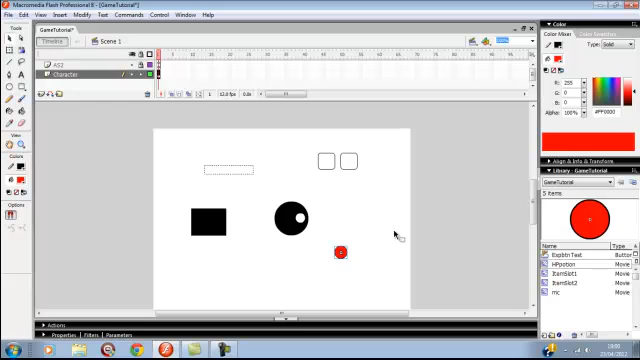 Macromedia Flash Professional 8 - [GameTutorial*]
File Edit View Insert Modify Text Commands Control Window Help
GameTutorial*
Timeline Scene 1
Tools
AS2
Character
1 12.0 fps 0.0s
View
Colors
Options
Color
Color Mixer Color Swatches
Type: Solid
R: 255
G: 0
B: 0
Alpha: 100% #FF0000
Align & Info & Transform
Library - GameTutorial
GameTutorial
5 items
Name Type
ExpbtnText Button
HPpotion Movie
ItemSlot1 Movie
ItemSlot2 Movie
mc Movie
Actions
Properties Filters Parameters
19:00
23/04/2012